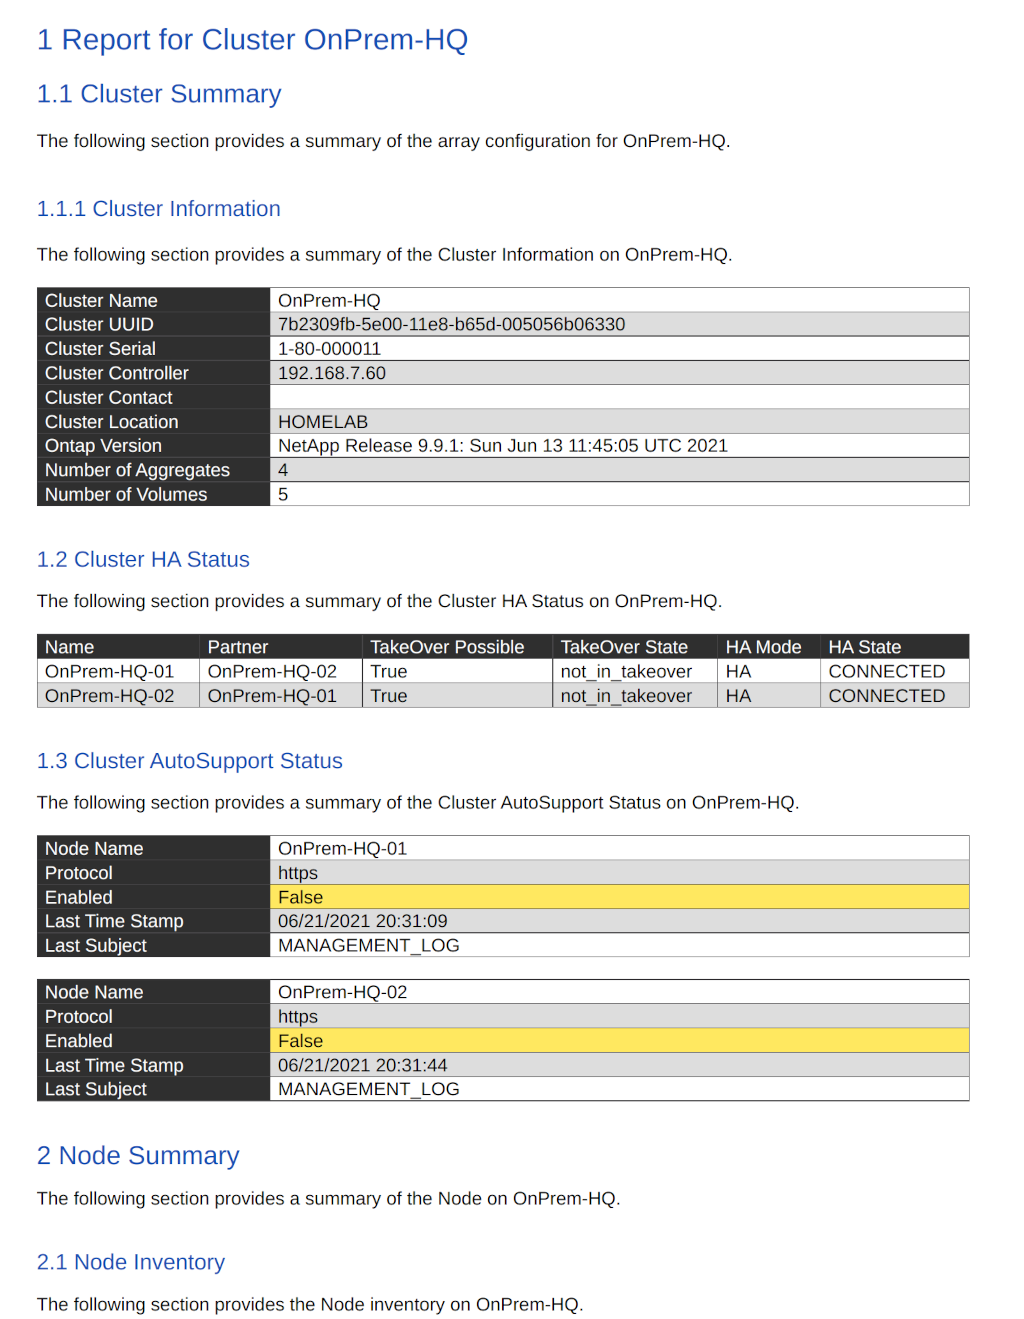 1 Report for Cluster OnPrem-HQ
1.1 Cluster Summary
The following section provides a summary of the array configuration for OnPrem-HQ.
1.1.1 Cluster Information
The following section provides a summary of the Cluster Information on OnPrem-HQ.
Cluster Name OnPrem-HQ
Cluster UUID 7b2309fb-5e00-11e8-b65d-005056b06330
Cluster Serial 1-80-000011
Cluster Controller 192.168.7.60
Cluster Contact
Cluster Location HOMELAB
Ontap Version NetApp Release 9.9.1: Sun Jun 13 11:45:05 UTC 2021
Number of Aggregates 4
Number of Volumes 5
1.2 Cluster HA Status
The following section provides a summary of the Cluster HA Status on OnPrem-HQ.
Name Partner TakeOver Possible TakeOver State HA Mode HA State
OnPrem-HQ-01 OnPrem-HQ-02 True not_in_takeover HA CONNECTED
OnPrem-HQ-02 OnPrem-HQ-01 True not_in_takeover HA CONNECTED
1.3 Cluster AutoSupport Status
The following section provides a summary of the Cluster AutoSupport Status on OnPrem-HQ.
Node Name OnPrem-HQ-01
Protocol https
Enabled False
Last Time Stamp 06/21/2021 20:31:09
Last Subject MANAGEMENT_LOG
Node Name OnPrem-HQ-02
Protocol https
Enabled False
Last Time Stamp 06/21/2021 20:31:44
Last Subject MANAGEMENT_LOG
2 Node Summary
The following section provides a summary of the Node on OnPrem-HQ.
2.1 Node Inventory
The following section provides the Node inventory on OnPrem-HQ.